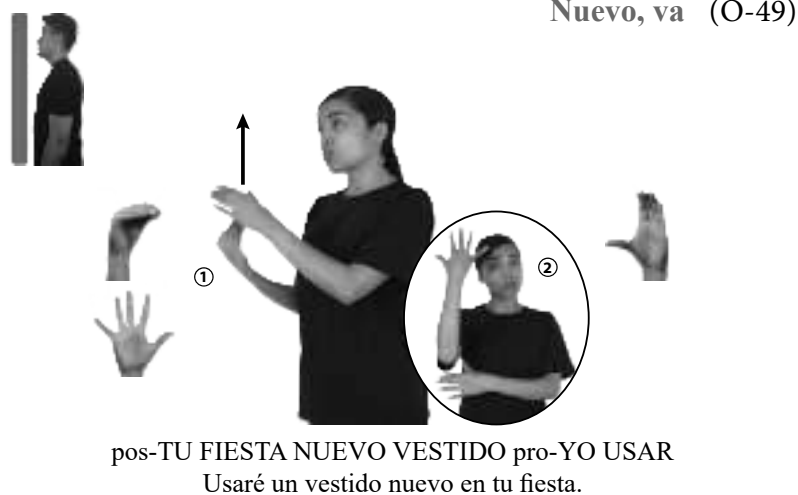 Nuevo, va (O-49)
①
②
pos-TU FIESTA NUEVO VESTIDO pro-YO USAR
Usaré un vestido nuevo en tu fiesta.